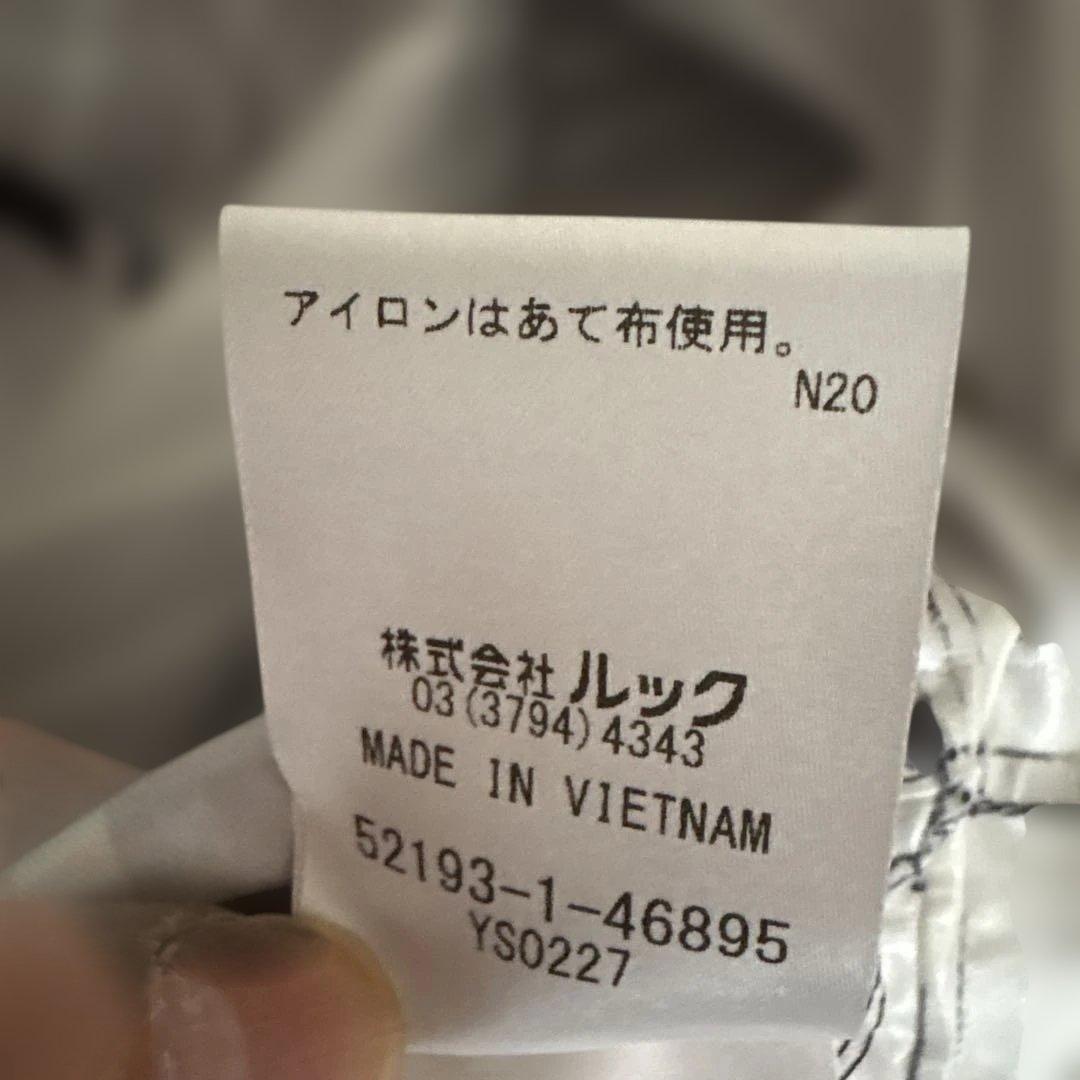 アイロンはあて布使用。
N20
株式会社 ルック
03(3794)4343
MADE IN VIETNAM
52193-1-46895
YS0227